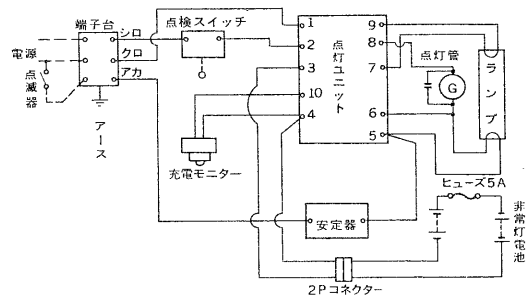 端子台
シロ
点検スイッチ
電源
クロ
点滅器
アカ
アース
1
2
3
10
4
点灯ユニット
9
8
7
6
5
点灯管
G
ランプ
充電モニター
ヒューズ5A
安定器
非常灯電池
2Pコネクター